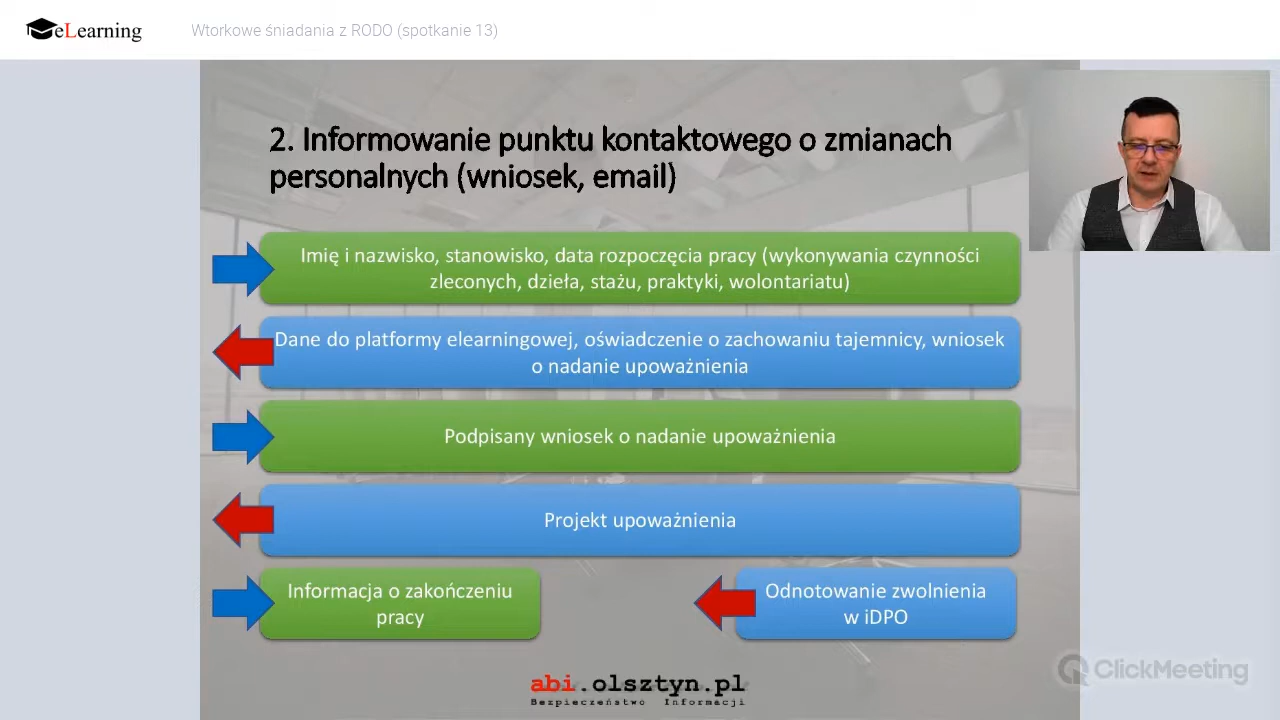 eLearning
Wtorkowe śniadania z RODO (spotkanie 13)
2. Informowanie punktu kontaktowego o zmianach
personalnych (wniosek, email)
Imię i nazwisko, stanowisko, data rozpoczęcia pracy (wykonywania czynności
zleconych, dzieła, stażu, praktyki, wolontariatu)
Dane do platformy elearningowej, oświadczenie o zachowaniu tajemnicy, wniosek
o nadanie upoważnienia
Podpisany wniosek o nadanie upoważnienia
Projekt upoważnienia
Informacja o zakończeniu
pracy
Odnotowanie zwolnienia
w iDPO
abi.olsztyn.pl
Bezpieczeństwo Informacji
ClickMeeting